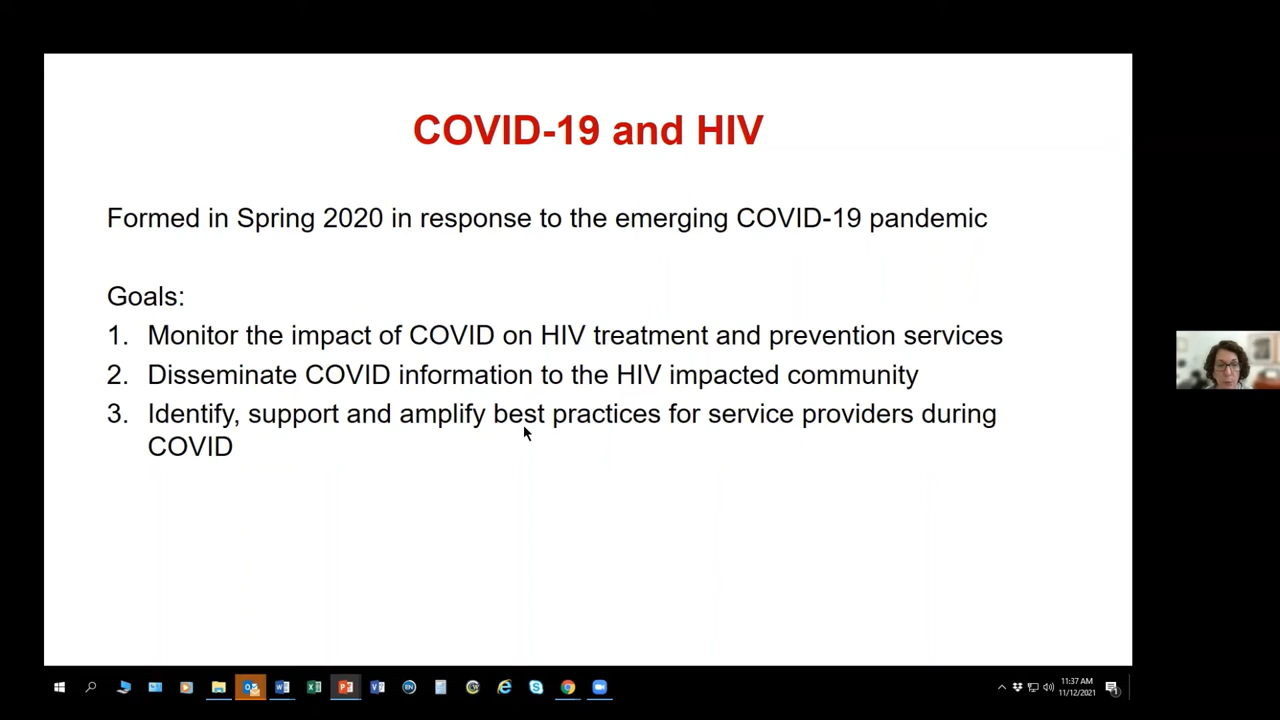 COVID-19 and HIV
Formed in Spring 2020 in response to the emerging COVID-19 pandemic
Goals:
1. Monitor the impact of COVID on HIV treatment and prevention services
2. Disseminate COVID information to the HIV impacted community
3. Identify, support and amplify best practices for service providers during
COVID
11:37 AM
11/12/2021